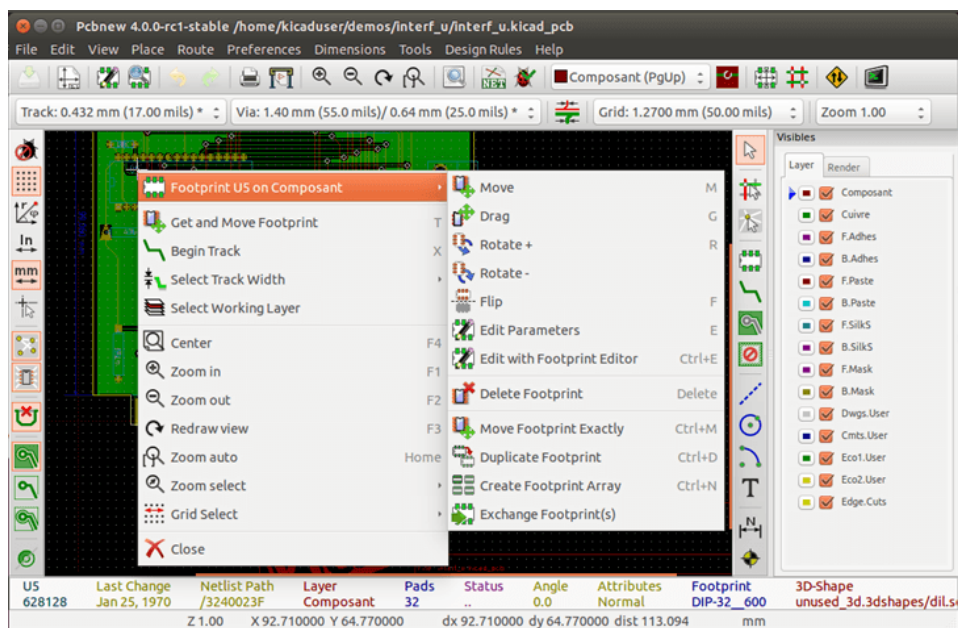 Pcbnew 4.0.0-rc1-stable /home/kicaduser/demos/interf_u/interf_u.kicad_pcb
File Edit View Place Route Preferences Dimensions Tools Design Rules Help
NET Composant (PgUp)
Track: 0.432 mm (17.00 mils) * Via: 1.40 mm (55.0 mils)/ 0.64 mm (25.0 mils) * Grid: 1.2700 mm (50.00 mils) Zoom 1.00
Visibles
Layer Render
In
mm
Footprint U5 on Composant
Get and Move Footprint T
Begin Track X
Select Track Width
Select Working Layer
Center F4
Zoom in F1
Zoom out F2
Redraw view F3
Zoom auto Home
Zoom select
Grid Select
Close
Move M
Drag G
Rotate + R
Rotate -
Flip F
Edit Parameters E
Edit with Footprint Editor Ctrl+E
Delete Footprint Delete
Move Footprint Exactly Ctrl+M
Duplicate Footprint Ctrl+D
Create Footprint Array Ctrl+N
Exchange Footprint(s)
T
N
Composant
Cuivre
F.Adhes
B.Adhes
F.Paste
B.Paste
F.SilkS
B.SilkS
F.Mask
B.Mask
Dwgs.User
Cmts.User
Eco1.User
Eco2.User
Edge.Cuts
U5 Last Change Netlist Path Layer Pads Status Angle Attributes Footprint 3D-Shape
628128 Jan 25, 1970 /3240023F Composant 32 .. 0.0 Normal DIP-32__600 unused_3d.3dshapes/dil.s
Z 1.00 X 92.710000 Y 64.770000 dx 92.710000 dy 64.770000 dist 113.094 mm